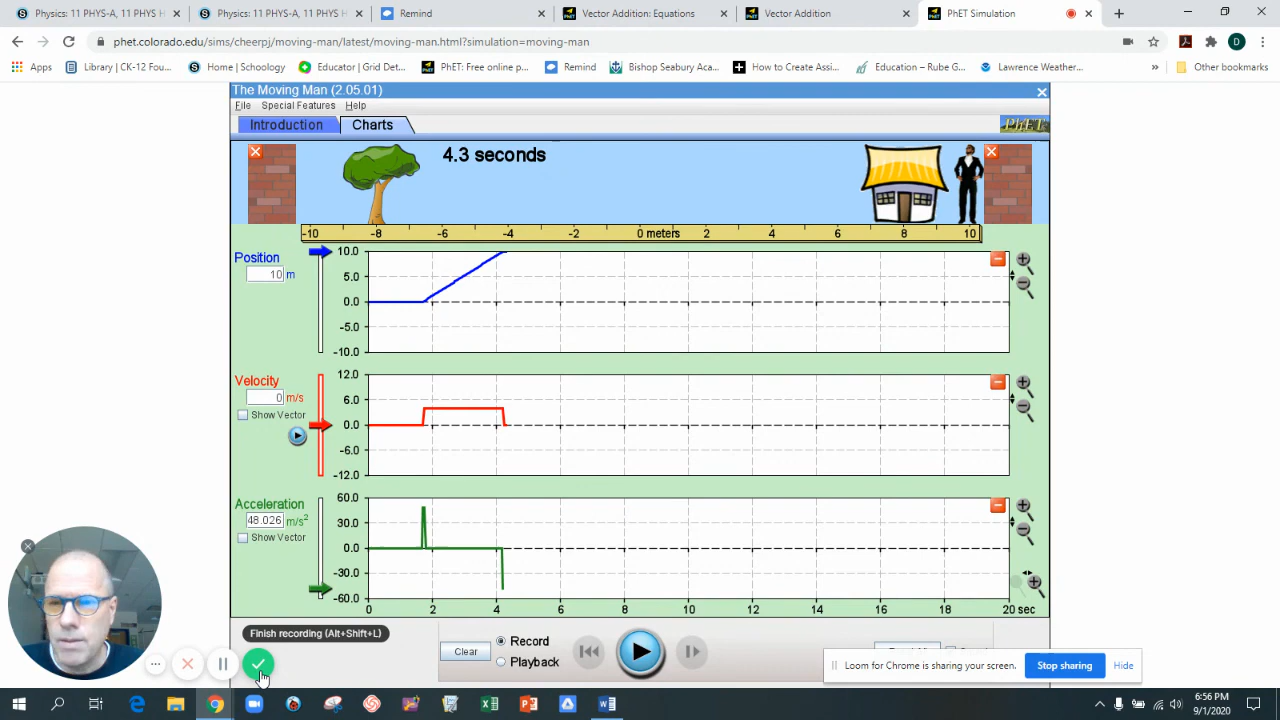 Physics: 11 PHYS-A, 11 PHYS H
Physics: 11 PHYS-A, 11 PHYS H
Remind
Vector Addition: Equations
Vector Addition
PhET Simulation
phet.colorado.edu/sims/cheerpj/moving-man/latest/moving-man.html?simulation=moving-man
D
Apps
Library | CK-12 Fou...
Home | Schoology
Educator | Grid Det...
PhET: Free online p...
Remind
Bishop Seabury Aca...
How to Create Assi...
Education – Rube G...
Lawrence Weather...
Other bookmarks
The Moving Man (2.05.01)
File Special Features Help
Introduction
Charts
PhET
4.3 seconds
-10 -8 -6 -4 -2 0 meters 2 4 6 8 10
Position
10 m
10.0
5.0
0.0
-5.0
-10.0
Velocity
0 m/s
Show Vector
12.0
6.0
0.0
-6.0
-12.0
Acceleration
48.026 m/s²
Show Vector
60.0
30.0
0.0
-30.0
-60.0
0 2 4 6 8 10 12 14 16 18 20 sec
Finish recording (Alt+Shift+L)
Clear
Record
Playback
Loom for Chrome is sharing your screen.
Stop sharing
Hide
6:56 PM
9/1/2020